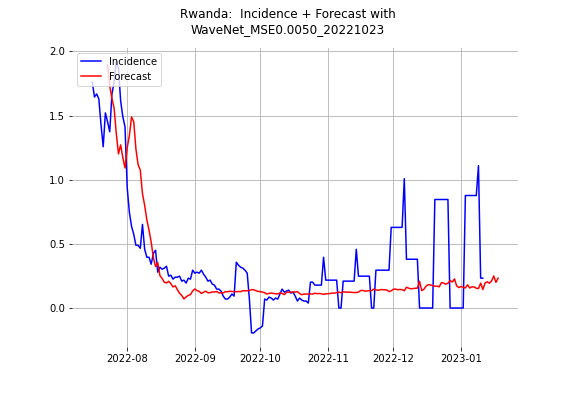 Rwanda: Incidence + Forecast with
WaveNet_MSE0.0050_20221023
2.0
1.5
1.0
0.5
0.0
Incidence
Forecast
2022-08
2022-09
2022-10
2022-11
2022-12
2023-01